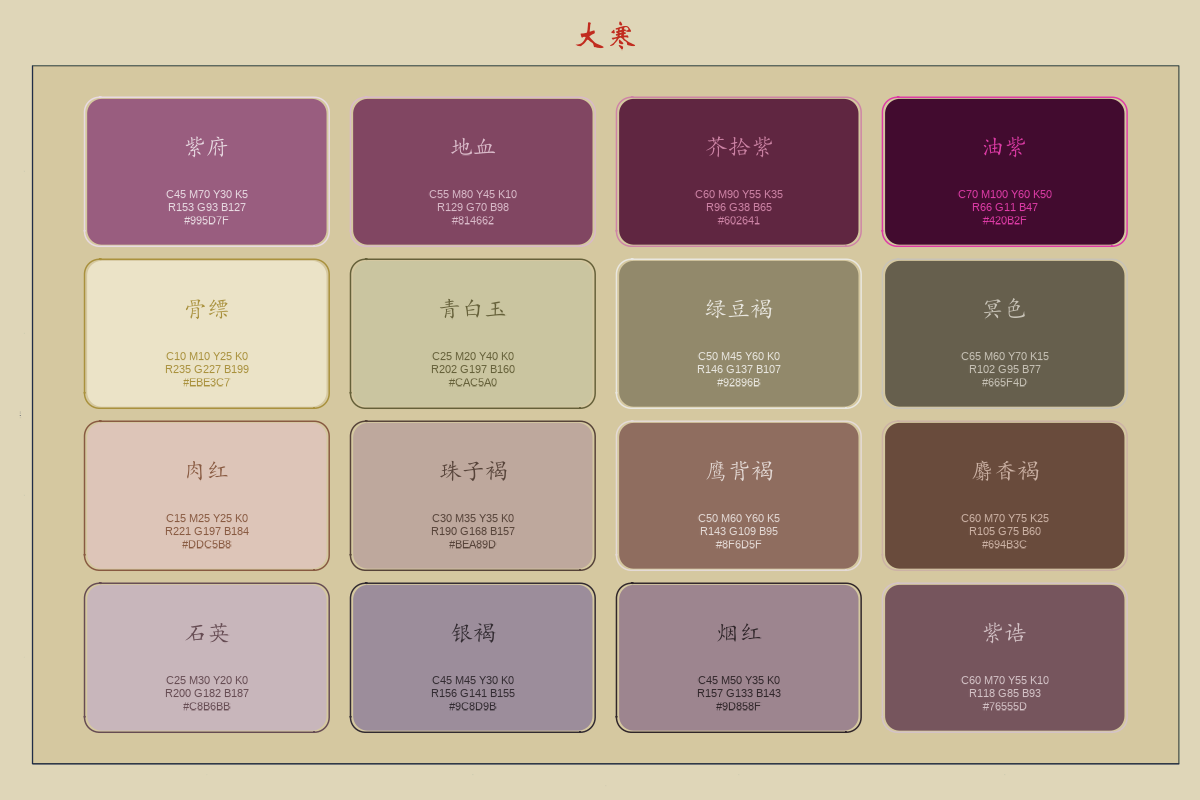 大寒
紫府
C45 M70 Y30 K5
R153 G93 B127
#995D7F
地血
C55 M80 Y45 K10
R129 G70 B98
#814662
芥拾紫
C60 M90 Y55 K35
R96 G38 B65
#602641
油紫
C70 M100 Y60 K50
R66 G11 B47
#420B2F
骨缥
C10 M10 Y25 K0
R235 G227 B199
#EBE3C7
青白玉
C25 M20 Y40 K0
R202 G197 B160
#CAC5A0
绿豆褐
C50 M45 Y60 K0
R146 G137 B107
#92896B
冥色
C65 M60 Y70 K15
R102 G95 B77
#665F4D
肉红
C15 M25 Y25 K0
R221 G197 B184
#DDC5B8
珠子褐
C30 M35 Y35 K0
R190 G168 B157
#BEA89D
鹰背褐
C50 M60 Y60 K5
R143 G109 B95
#8F6D5F
麝香褐
C60 M70 Y75 K25
R105 G75 B60
#694B3C
石英
C25 M30 Y20 K0
R200 G182 B187
#C8B6BB
银褐
C45 M45 Y30 K0
R156 G141 B155
#9C8D9B
烟红
C45 M50 Y35 K0
R157 G133 B143
#9D858F
紫诰
C60 M70 Y55 K10
R118 G85 B93
#76555D